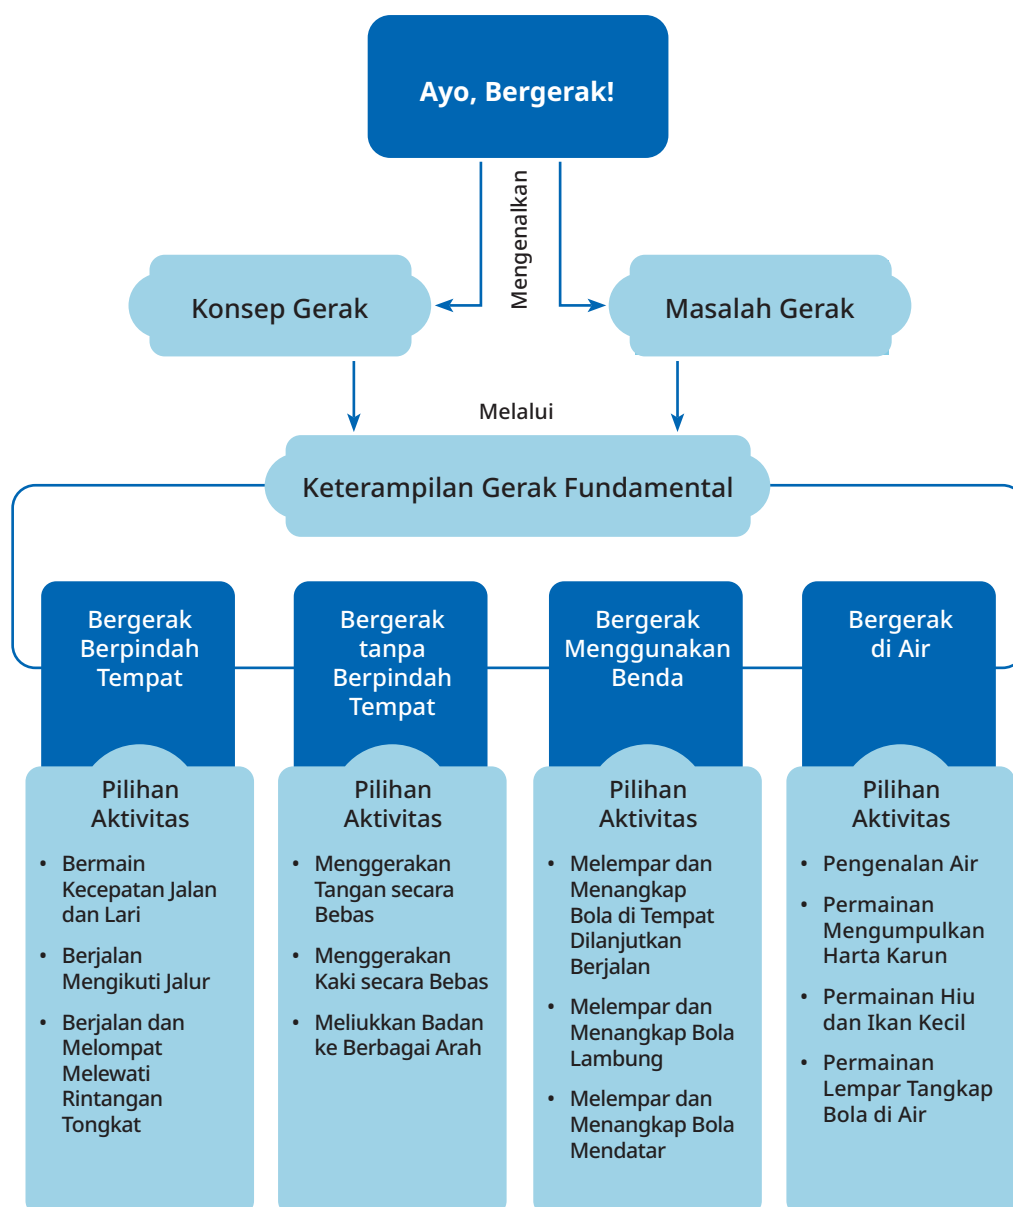 Ayo, Bergerak!
Mengenalkan
Konsep Gerak
Masalah Gerak
Melalui
Keterampilan Gerak Fundamental
Bergerak
Berpindah
Tempat
Pilihan
Aktivitas
• Bermain
Kecepatan Jalan
dan Lari
• Berjalan
Mengikuti Jalur
• Berjalan dan
Melompat
Melewati
Rintangan
Tongkat
Bergerak
tanpa
Berpindah
Tempat
Pilihan
Aktivitas
• Menggerakan
Tangan secara
Bebas
• Menggerakan
Kaki secara Bebas
• Meliukkan Badan
ke Berbagai Arah
Bergerak
Menggunakan
Benda
Pilihan
Aktivitas
• Melempar dan
Menangkap
Bola di Tempat
Dilanjutkan
Berjalan
• Melempar dan
Menangkap Bola
Lambung
• Melempar dan
Menangkap Bola
Mendatar
Bergerak
di Air
Pilihan
Aktivitas
• Pengenalan Air
• Permainan
Mengumpulkan
Harta Karun
• Permainan Hiu
dan Ikan Kecil
• Permainan
Lempar Tangkap
Bola di Air